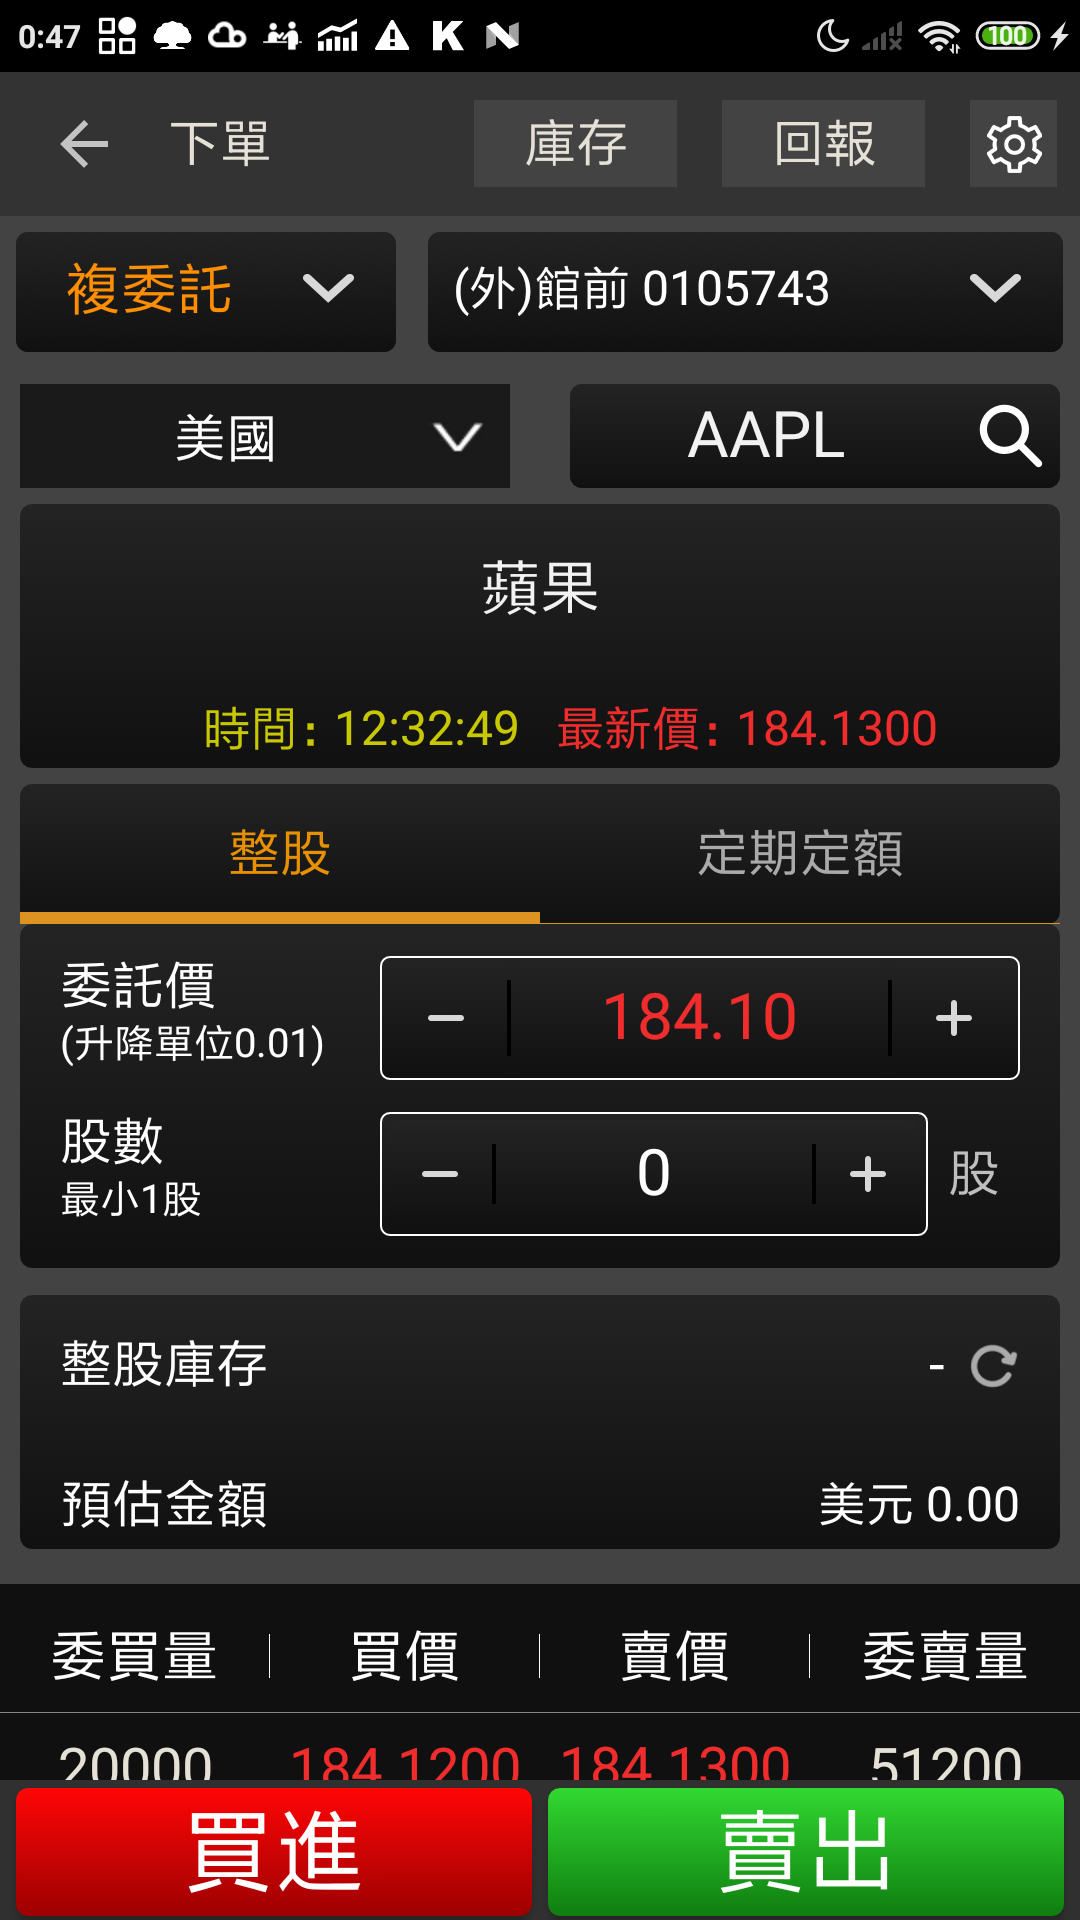 0:47 100
下單 庫存 回報
複委託 (外)館前 0105743
美國 AAPL
蘋果
時間: 12:32:49 最新價: 184.1300
整股 定期定額
委託價 184.10
(升降單位0.01)
股數 0 股
最小1股
整股庫存 -
預估金額 美元 0.00
委買量 買價 賣價 委賣量
20000 184.1200 184.1300 51200
買進 賣出